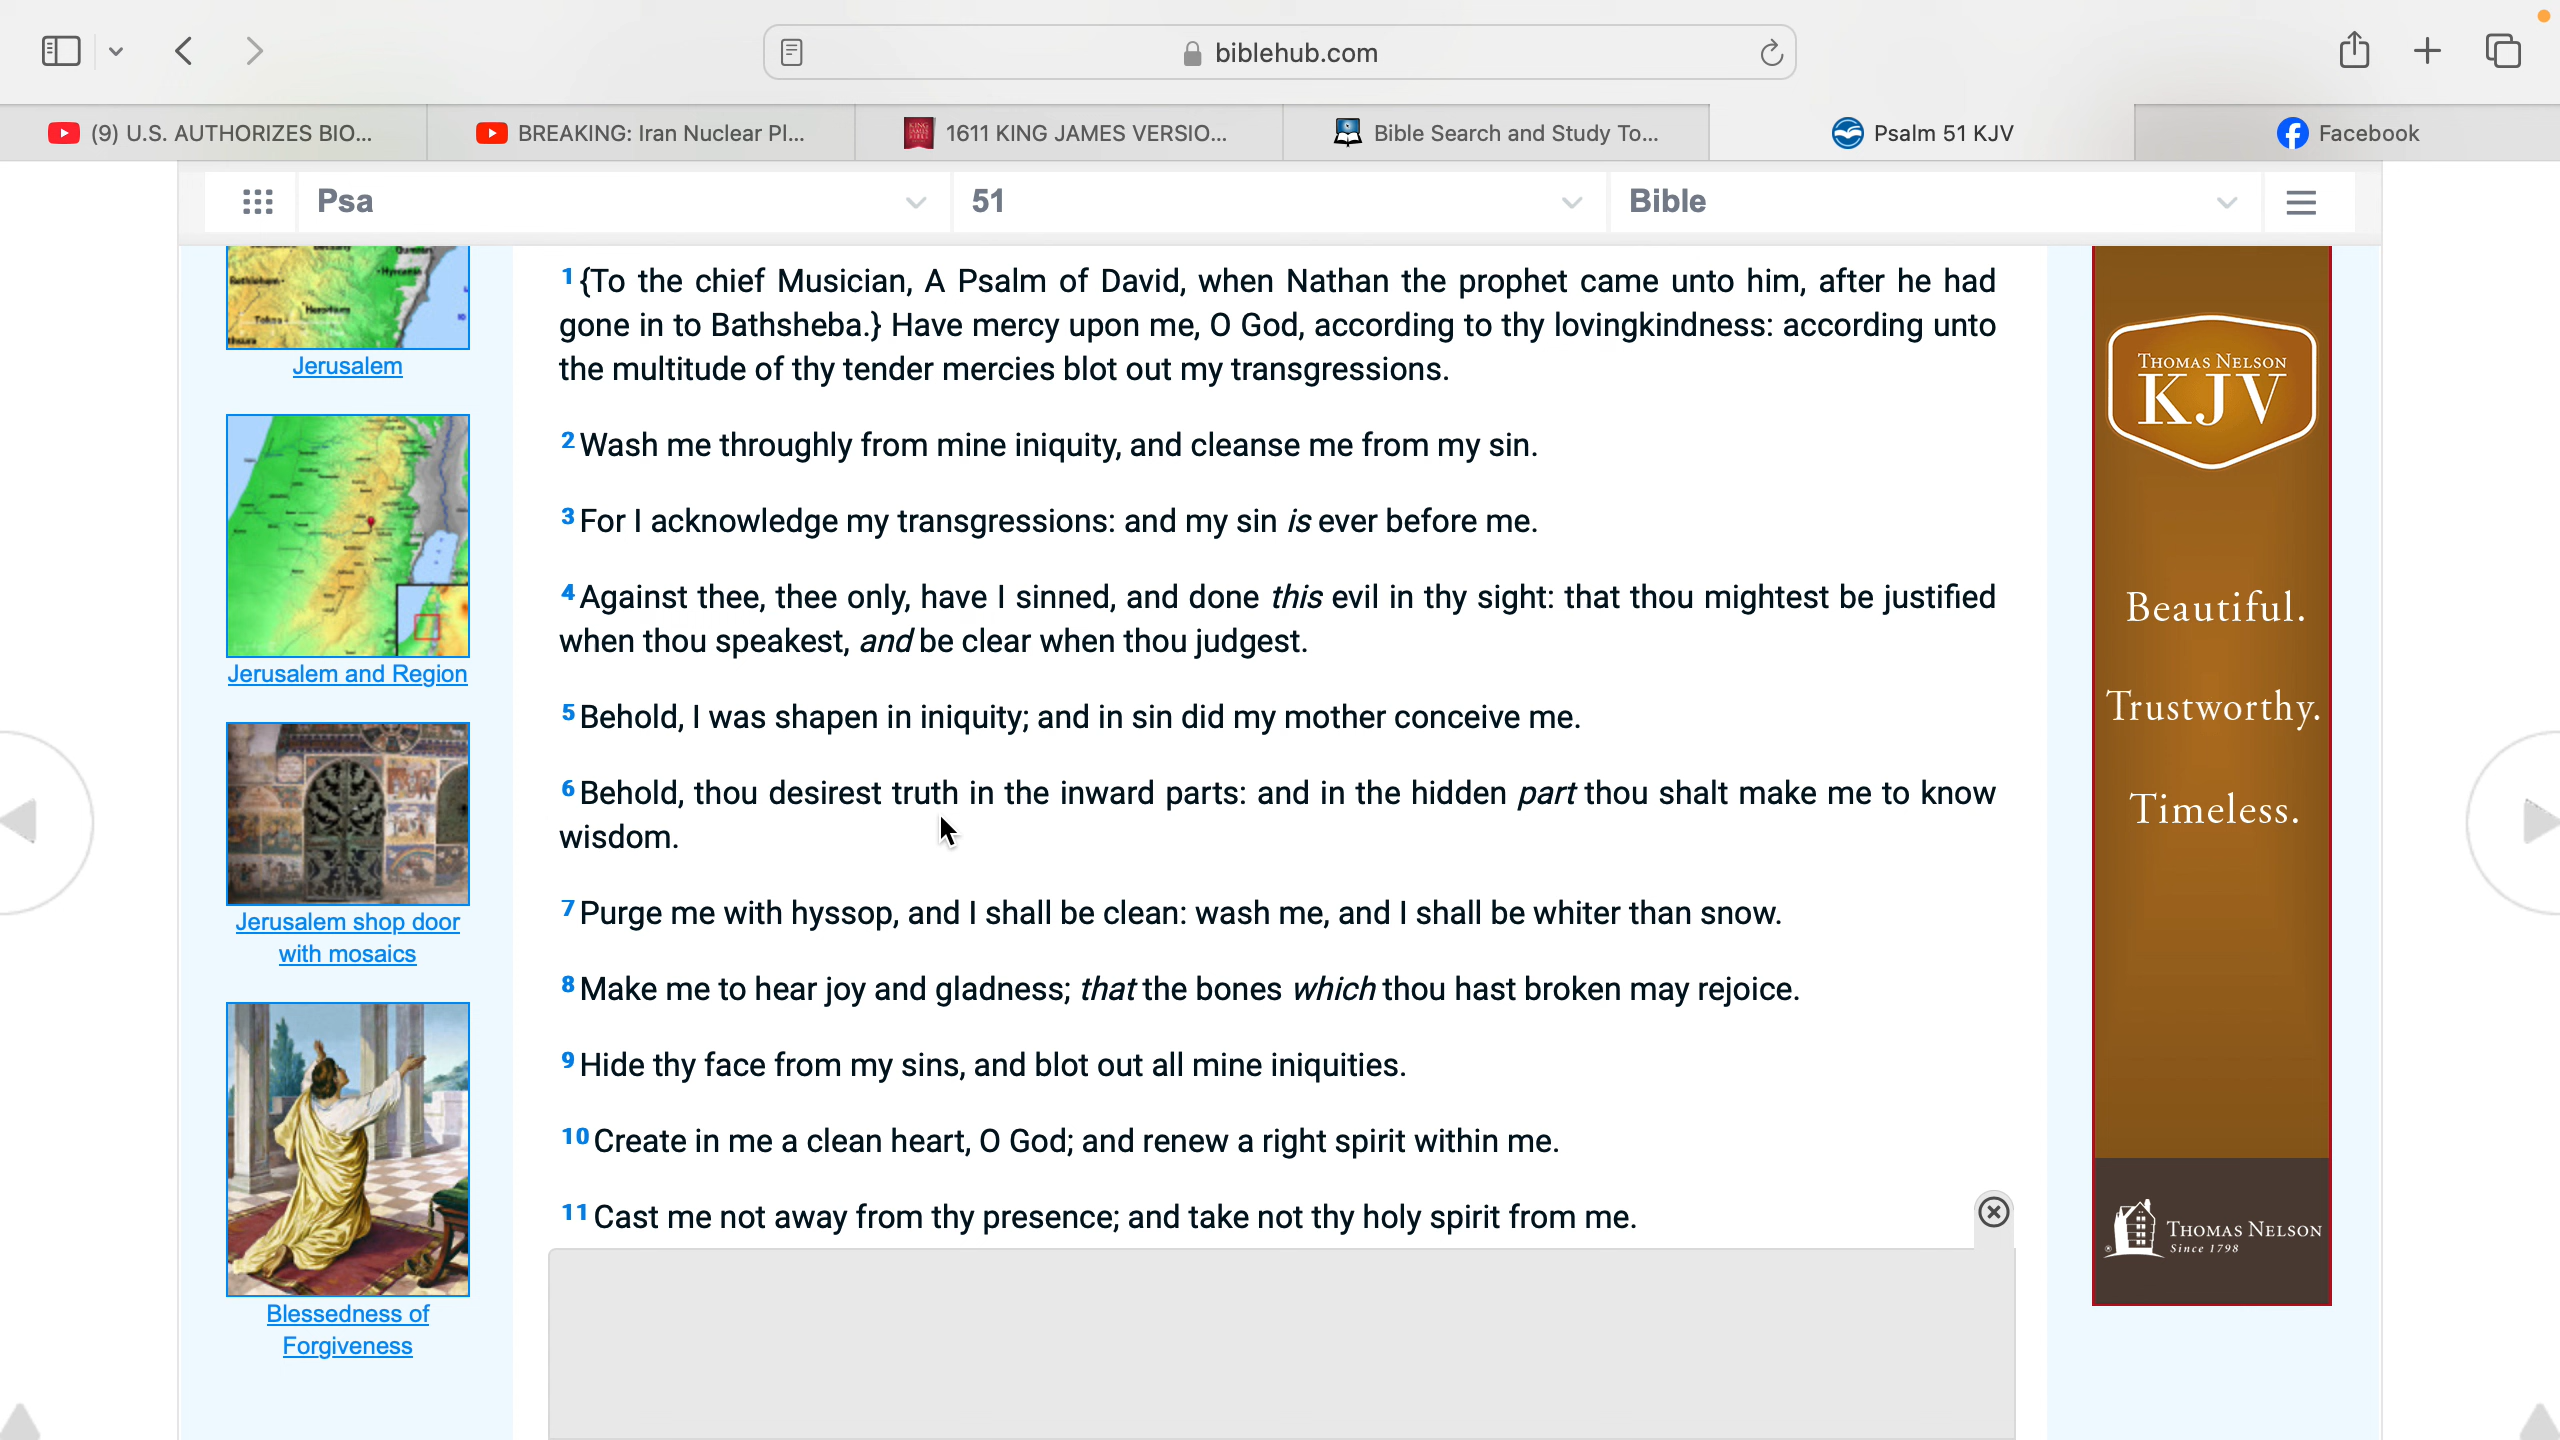 biblehub.com
(9) U.S. AUTHORIZES BIO...
BREAKING: Iran Nuclear Pl...
1611 KING JAMES VERSIO...
Bible Search and Study To...
Psalm 51 KJV
Facebook
Psa
51
Bible
Jerusalem
Jerusalem and Region
Jerusalem shop door
with mosaics
Blessedness of
Forgiveness
1 {To the chief Musician, A Psalm of David, when Nathan the prophet came unto him, after he had
gone in to Bathsheba.} Have mercy upon me, O God, according to thy lovingkindness: according unto
the multitude of thy tender mercies blot out my transgressions.
2 Wash me throughly from mine iniquity, and cleanse me from my sin.
3 For I acknowledge my transgressions: and my sin is ever before me.
4 Against thee, thee only, have I sinned, and done this evil in thy sight: that thou mightest be justified
when thou speakest, and be clear when thou judgest.
5 Behold, I was shapen in iniquity; and in sin did my mother conceive me.
6 Behold, thou desirest truth in the inward parts: and in the hidden part thou shalt make me to know
wisdom.
7 Purge me with hyssop, and I shall be clean: wash me, and I shall be whiter than snow.
8 Make me to hear joy and gladness; that the bones which thou hast broken may rejoice.
9 Hide thy face from my sins, and blot out all mine iniquities.
10 Create in me a clean heart, O God; and renew a right spirit within me.
11 Cast me not away from thy presence; and take not thy holy spirit from me.
THOMAS NELSON
KJV
Beautiful.
Trustworthy.
Timeless.
THOMAS NELSON
Since 1798